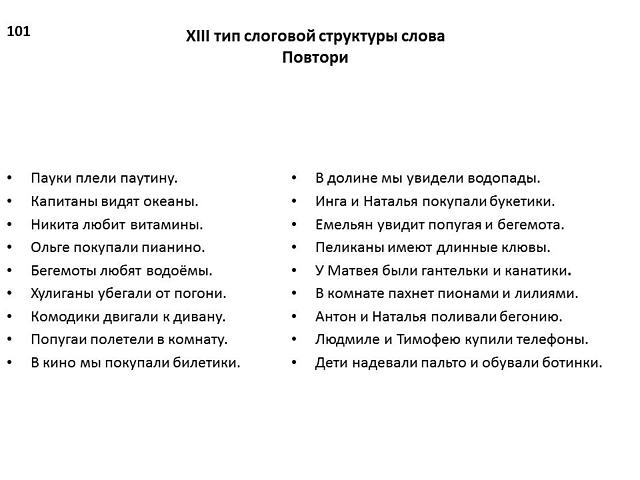 101
XIII тип слоговой структуры слова
Повтори
• Пауки плели паутину.
• Капитаны видят океаны.
• Никита любит витамины.
• Ольге покупали пианино.
• Бегемоты любят водоёмы.
• Хулиганы убегали от погони.
• Комодики двигали к дивану.
• Попугаи полетели в комнату.
• В кино мы покупали билетики.
• В долине мы увидели водопады.
• Инга и Наталья покупали букетики.
• Емельян увидит попугая и бегемота.
• Пеликаны имеют длинные клювы.
• У Матвея были гантельки и канатики.
• В комнате пахнет пионами и лилиями.
• Антон и Наталья поливали бегонию.
• Людмиле и Тимофею купили телефоны.
• Дети надевали пальто и обували ботинки.